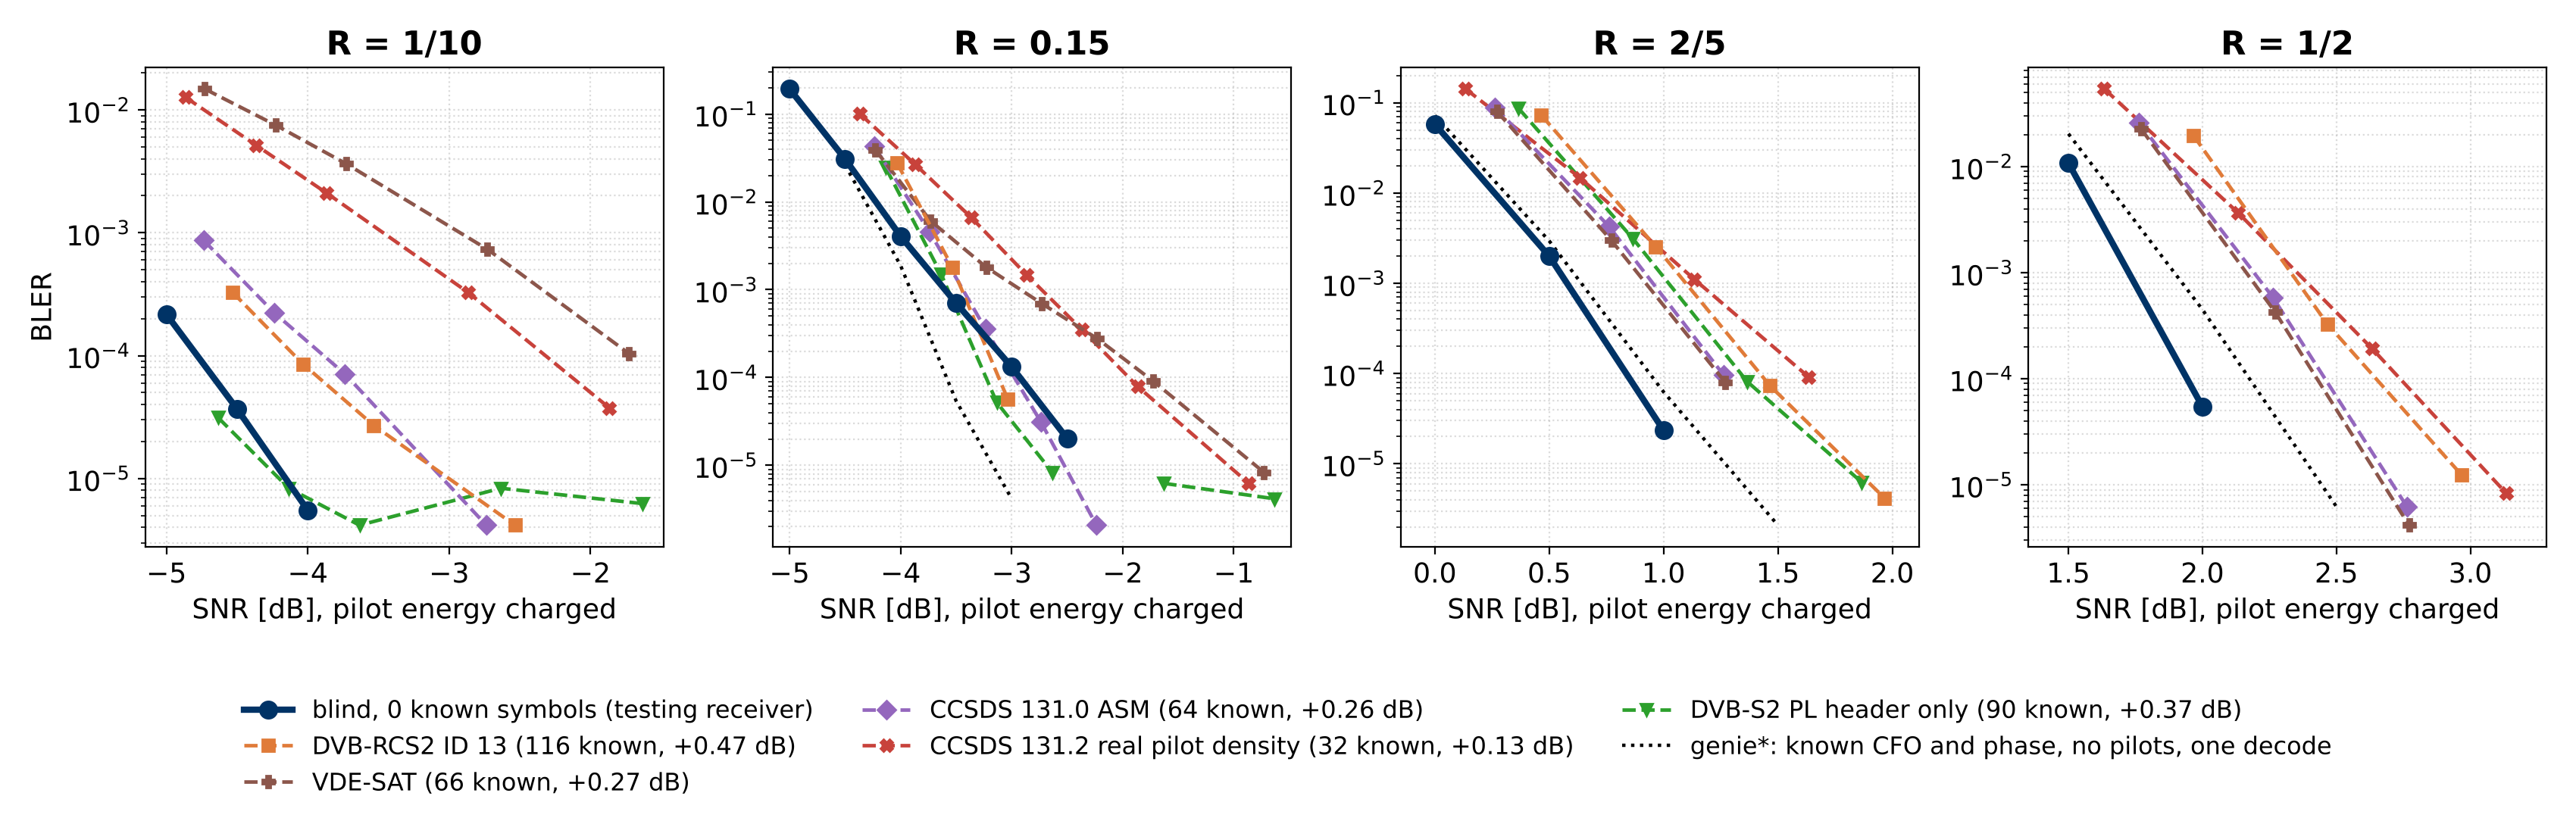 R = 1/10
R = 0.15
R = 2/5
R = 1/2
BLER
10⁻²
10⁻³
10⁻⁴
10⁻⁵
−5
−4
−3
−2
SNR [dB], pilot energy charged
10⁻¹
10⁻²
10⁻³
10⁻⁴
10⁻⁵
−5
−4
−3
−2
−1
SNR [dB], pilot energy charged
10⁻¹
10⁻²
10⁻³
10⁻⁴
10⁻⁵
0.0
0.5
1.0
1.5
2.0
SNR [dB], pilot energy charged
10⁻²
10⁻³
10⁻⁴
10⁻⁵
1.5
2.0
2.5
3.0
SNR [dB], pilot energy charged
blind, 0 known symbols (testing receiver)
DVB-RCS2 ID 13 (116 known, +0.47 dB)
VDE-SAT (66 known, +0.27 dB)
CCSDS 131.0 ASM (64 known, +0.26 dB)
CCSDS 131.2 real pilot density (32 known, +0.13 dB)
DVB-S2 PL header only (90 known, +0.37 dB)
genie*: known CFO and phase, no pilots, one decode